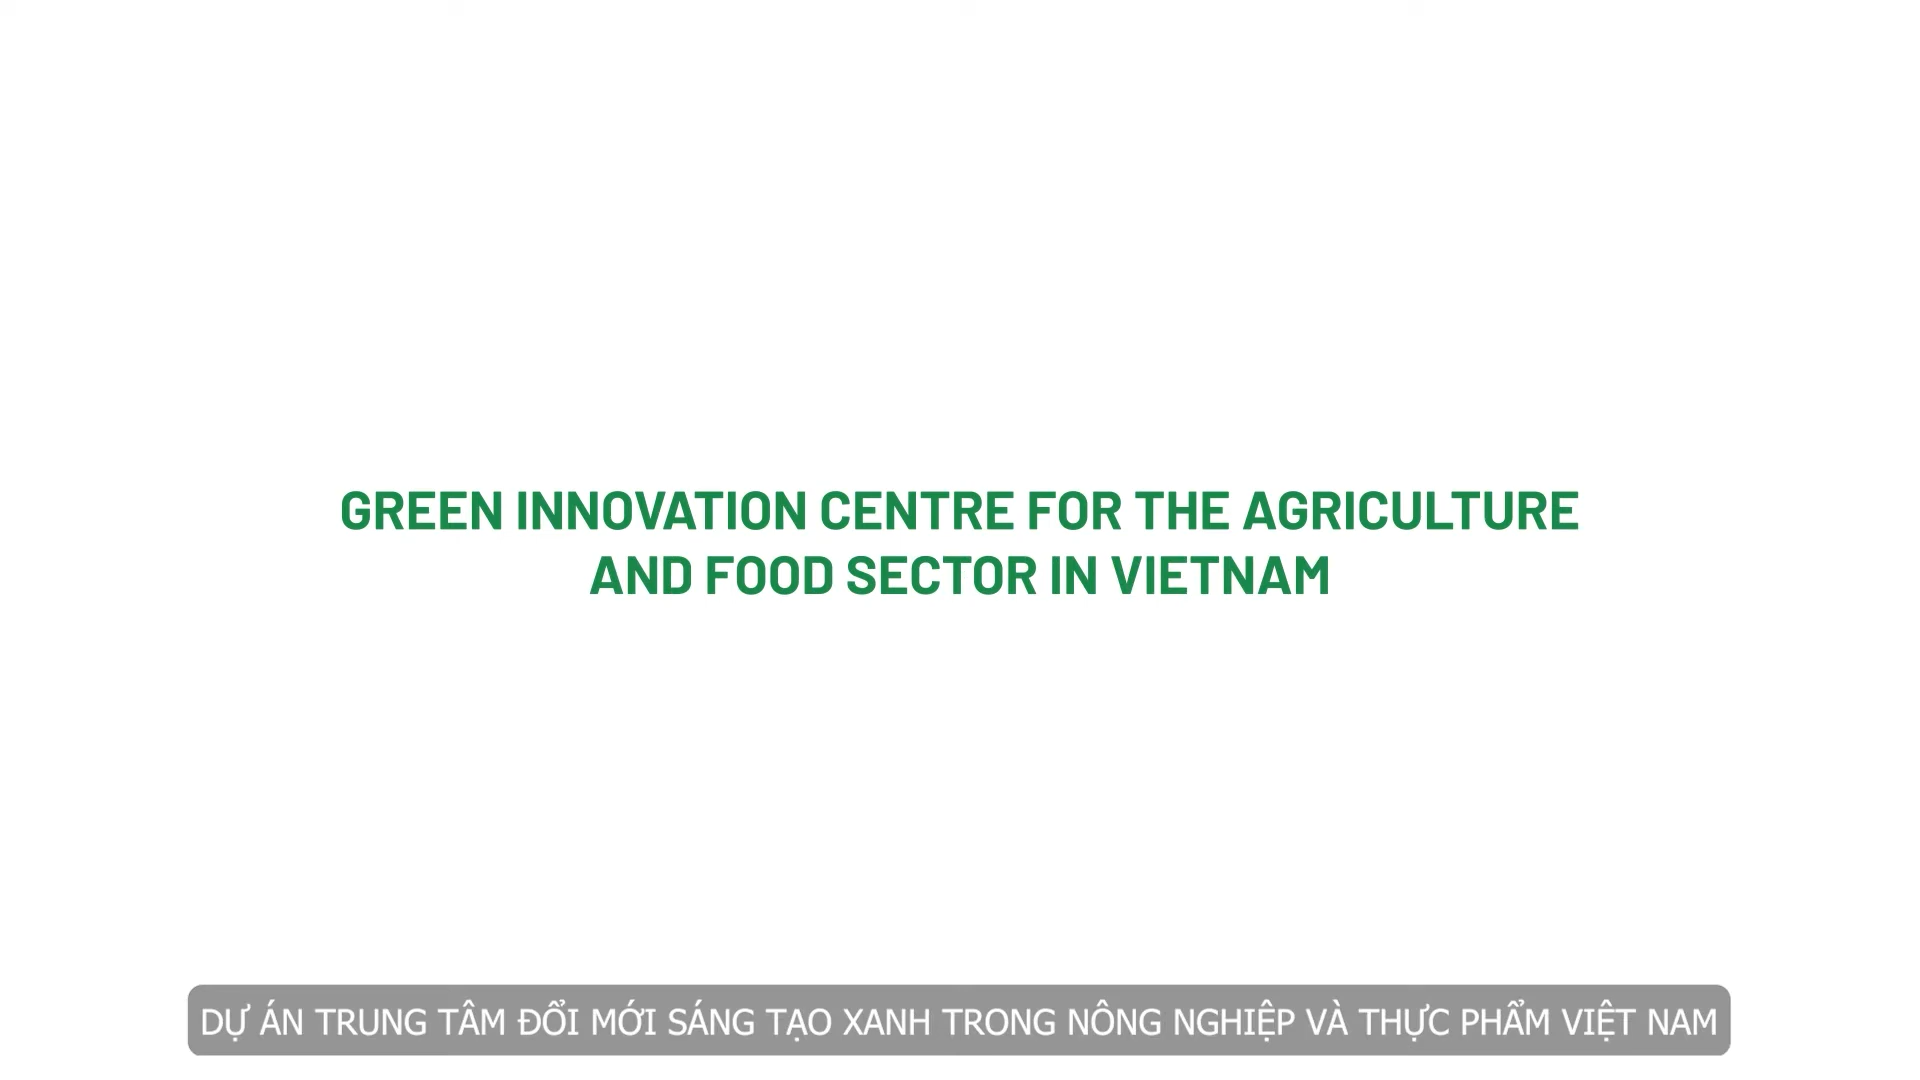 GREEN INNOVATION CENTRE FOR THE AGRICULTURE
AND FOOD SECTOR IN VIETNAM
DỰ ÁN TRUNG TÂM ĐỔI MỚI SÁNG TẠO XANH TRONG NÔNG NGHIỆP VÀ THỰC PHẨM VIỆT NAM